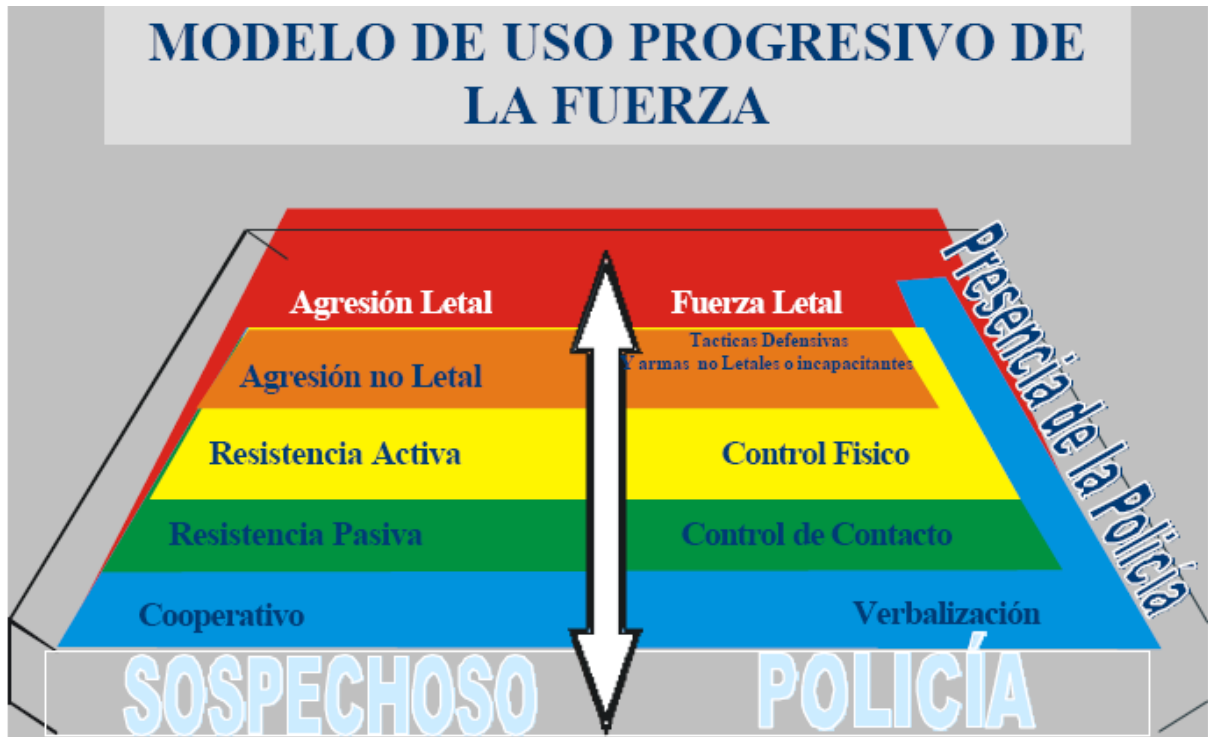 MODELO DE USO PROGRESIVO DE
LA FUERZA
Agresión Letal
Fuerza Letal
Agresión no Letal
Tacticas Defensivas
Y armas no Letales o incapacitantes
Resistencia Activa
Control Fisico
Resistencia Pasiva
Control de Contacto
Cooperativo
Verbalización
Presencia de la Policía
SOSPECHOSO
POLICÍA